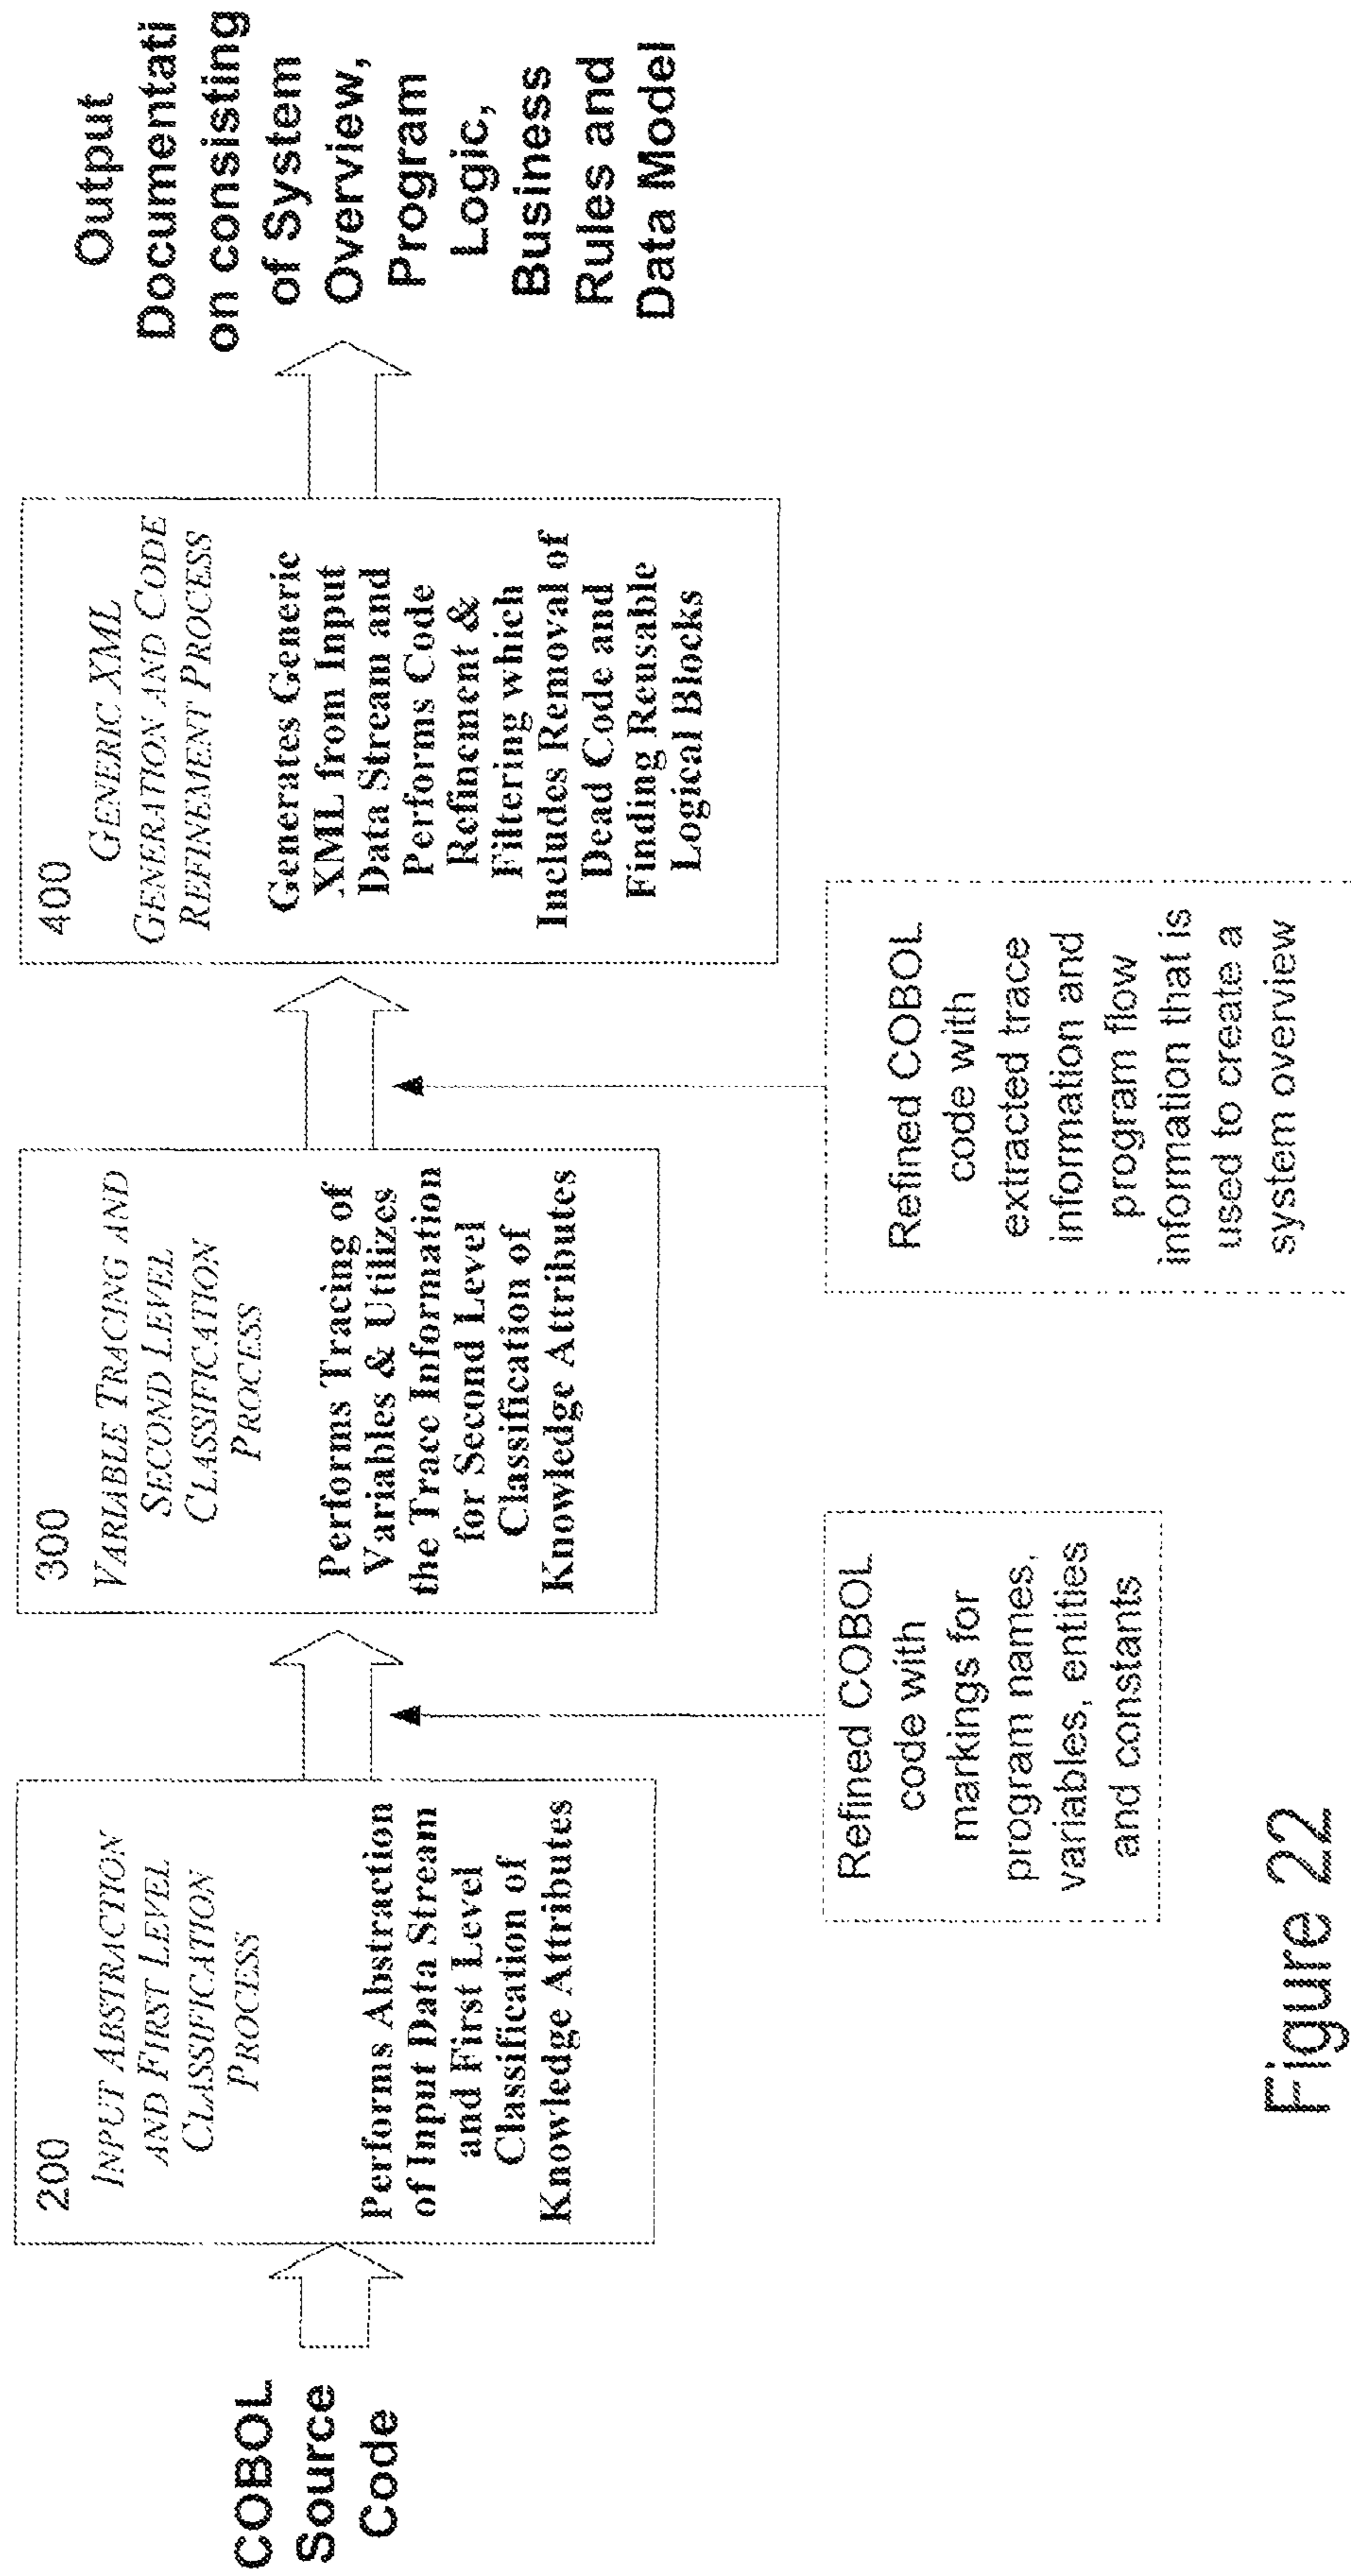 COBOL
Source
Code
200
INPUT ABSTRACTION
AND FIRST LEVEL
CLASSIFICATION
PROCESS
Performs Abstraction
of Input Data Stream
and First Level
Classification of
Knowledge Attributes
Refined COBOL
code with
markings for
program names,
variables, entities
and constants
300
VARIABLE TRACING AND
SECOND LEVEL
CLASSIFICATION
PROCESS
Performs Tracing of
Variables & Utilizes
the Trace Information
for Second Level
Classification of
Knowledge Attributes
Refined COBOL
code with
extracted trace
information and
program flow
information that is
used to create a
system overview
400
GENERIC XML
GENERATION AND CODE
REFINEMENT PROCESS
Generates Generic
XML from Input
Data Stream and
Performs Code
Refinement &
Filtering which
Includes Removal of
Dead Code and
Finding Reusable
Logical Blocks
Output
Documentati
on consisting
of System
Overview,
Program
Logic,
Business
Rules and
Data Model
Figure 22